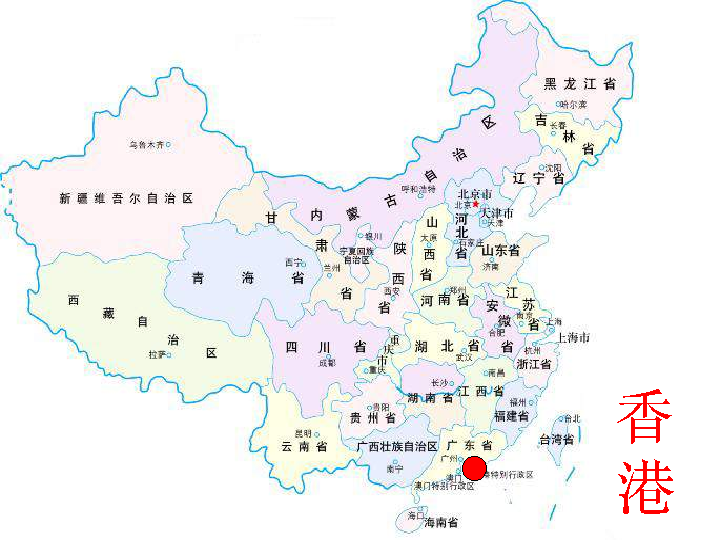 黑龙江省
哈尔滨
吉林省
长春
乌鲁木齐
沈阳
辽宁省
新疆维吾尔自治区
内蒙古自治区
呼和浩特
北京市
北京
天津市
天津
甘肃省
山西省
太原
河北省
石家庄
银川
宁夏回族
自治区
陕西省
山东省
济南
西宁
兰州
青海省
西安
郑州
河南省
江苏省
南京
安徽省
合肥
上海
上海市
西藏自治区
拉萨
四川省
成都
重庆市
重庆
湖北省
武汉
杭州
浙江省
南昌
长沙
江西省
湖南省
贵阳
贵州省
福州
福建省
香港
台北
台湾省
昆明
云南省
广西壮族自治区
南宁
广东省
广州
澳门
港特别行政区
澳门特别行政区
海口
海南省